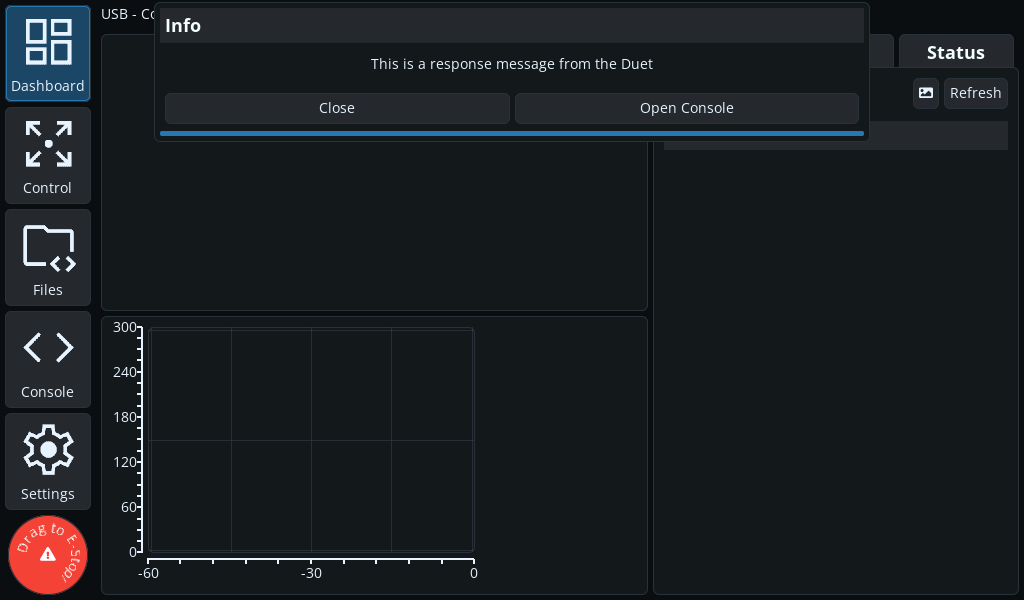 USB - Co
Info
This is a response message from the Duet
Close
Open Console
Status
Refresh
Dashboard
Control
Files
Console
Settings
Drag to E-Stop!
300
240
180
120
60
0
-60 -30 0